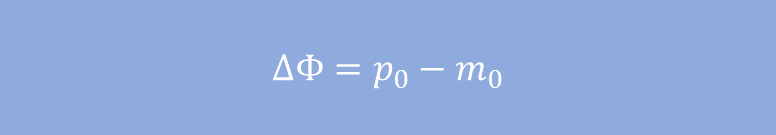 ΔΦ = p₀ − m₀